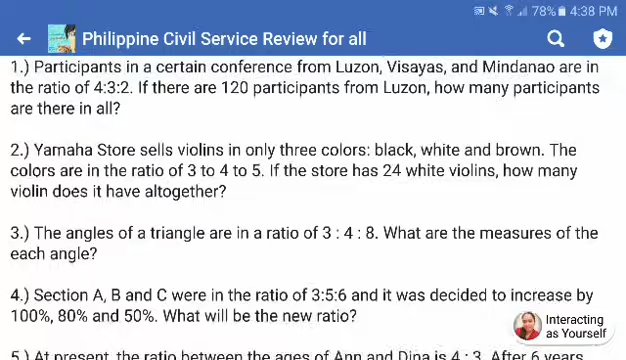 78% 4:38 PM
Philippine Civil Service Review for all
1.) Participants in a certain conference from Luzon, Visayas, and Mindanao are in
the ratio of 4:3:2. If there are 120 participants from Luzon, how many participants
are there in all?
2.) Yamaha Store sells violins in only three colors: black, white and brown. The
colors are in the ratio of 3 to 4 to 5. If the store has 24 white violins, how many
violin does it have altogether?
3.) The angles of a triangle are in a ratio of 3 : 4 : 8. What are the measures of the
each angle?
4.) Section A, B and C were in the ratio of 3:5:6 and it was decided to increase by
100%, 80% and 50%. What will be the new ratio?
Interacting
as Yourself
5.) At present, the ratio between the ages of Ann and Dina is 4 : 3. After 6 years